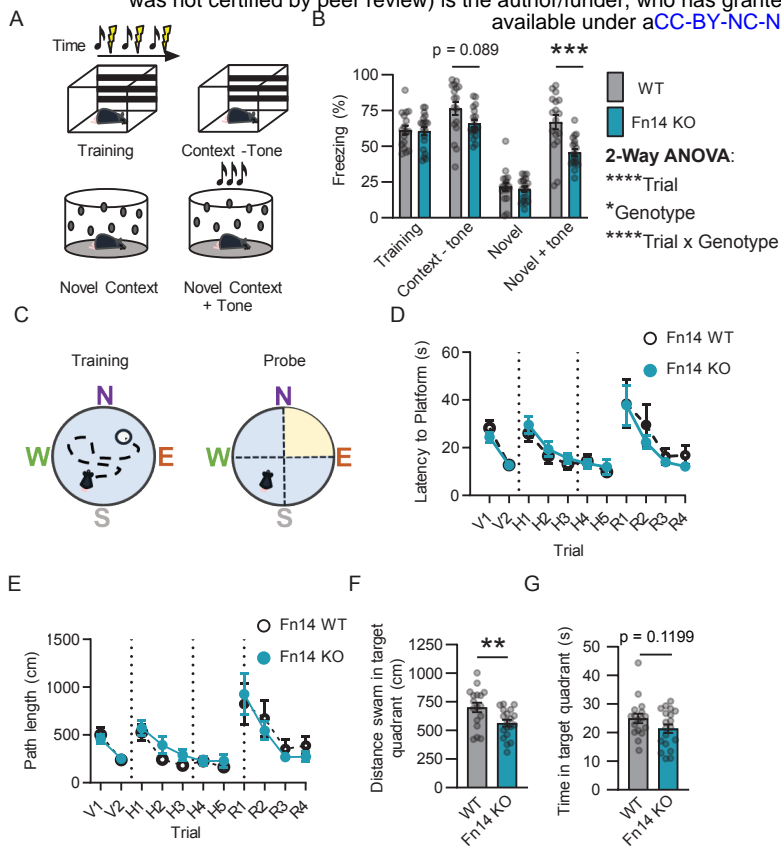 was not certified by peer review) is the author/funder, who has grante
available under aCC-BY-NC-N
A
Time
Training
Context -Tone
Novel Context
Novel Context
+ Tone
B
p = 0.089
***
Freezing (%)
100
75
50
25
0
Training
Context - tone
Novel
Novel + tone
WT
Fn14 KO
2-Way ANOVA:
****Trial
*Genotype
****Trial x Genotype
C
Training
N
W
E
S
Probe
N
W
E
S
D
Fn14 WT
Fn14 KO
Latency to Platform (s)
60
40
20
0
V1 V2 H1 H2 H3 H4 H5 R1 R2 R3 R4
Trial
E
Fn14 WT
Fn14 KO
Path length (cm)
1500
1000
500
0
V1 V2 H1 H2 H3 H4 H5 R1 R2 R3 R4
Trial
F
**
Distance swam in target
quadrant (cm)
1250
1000
750
500
250
0
WT
Fn14 KO
G
p = 0.1199
Time in target quadrant (s)
50
40
30
20
10
0
WT
Fn14 KO